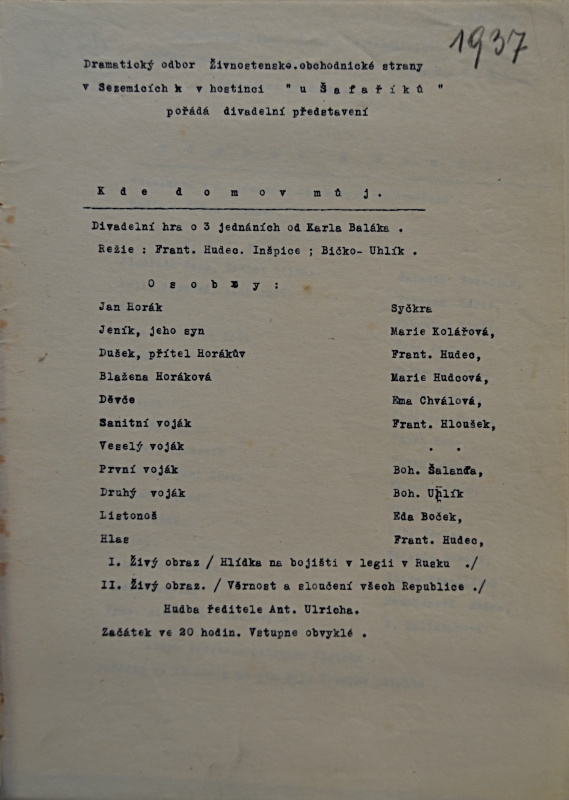 1937
Dramatický odbor Živnostensko.obchodnické strany
v Sezemicích v hostinci " u Š a f a ř í k ů "
pořádá divadelní představení
K d e d o m o v m ů j .
Divadelní hra o 3 jednáních od Karla Baláka .
Režie : Frant. Hudec. Inšpice ; Bičko- Uhlík .
O s o b y :
Jan Horák Syčkra
Jeník, jeho syn Marie Kolářová,
Dušek, přítel Horákův Frant. Hudec,
Blažena Horáková Marie Hudcová,
Děvče Ema Chválová,
Sanitní voják Frant. Hloušek,
Veselý voják . .
První voják Boh. Šalanda,
Druhý voják Boh. Uhlík
Listonoš Eda Boček,
Hlas Frant. Hudec,
I. Živý obraz / Hlídka na bojišti v legii v Rusku ./
II. Živý obraz. / Věrnost a sloučení všech Republice ./
Hudba ředitele Ant. Ulricha.
Začátek ve 20 hodin. Vstupne obvyklé .